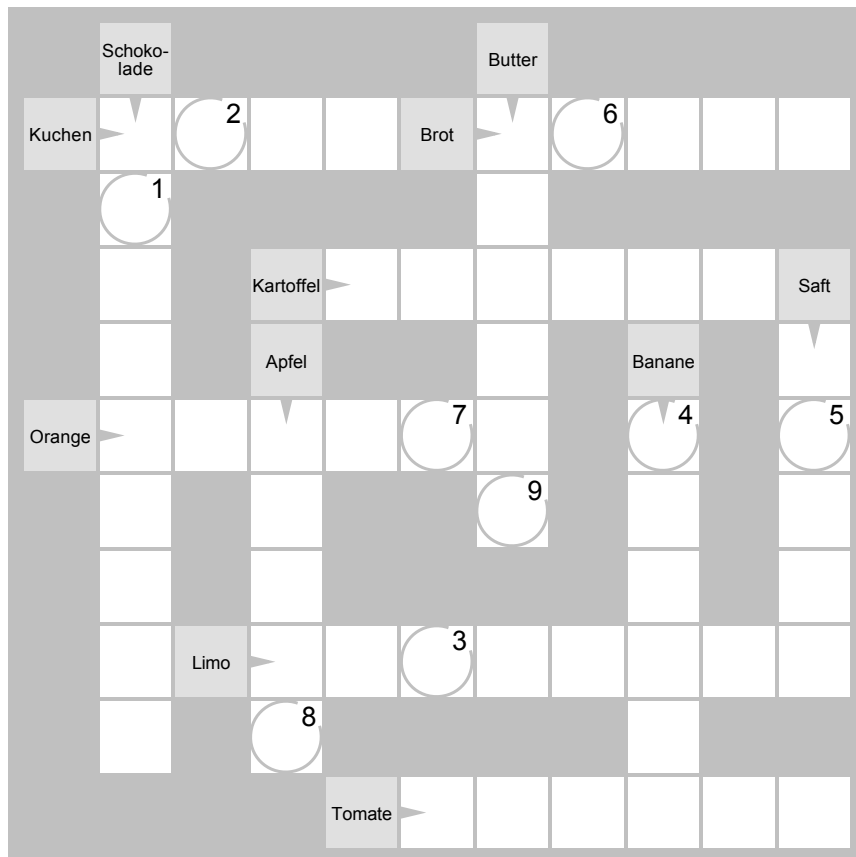 Schoko-
lade
Butter
Kuchen
2
Brot
6
1
Kartoffel
Saft
Apfel
Banane
Orange
7
4
5
9
Limo
3
8
Tomate